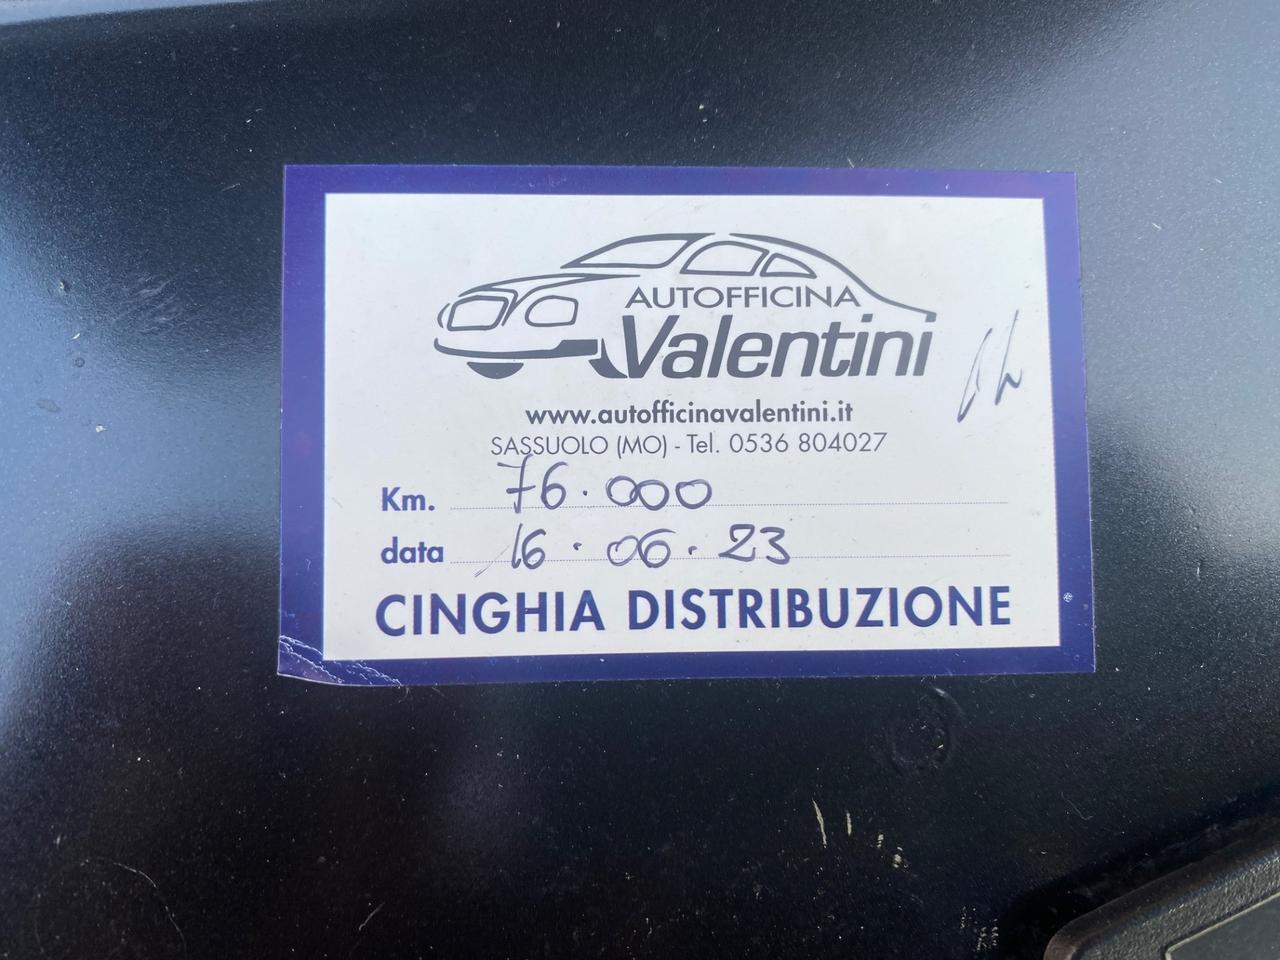 AUTOFFICINA
Valentini
www.autofficinavalentini.it
SASSUOLO (MO) - Tel. 0536 804027
Km. 76.000
data 16.06.23
CINGHIA DISTRIBUZIONE